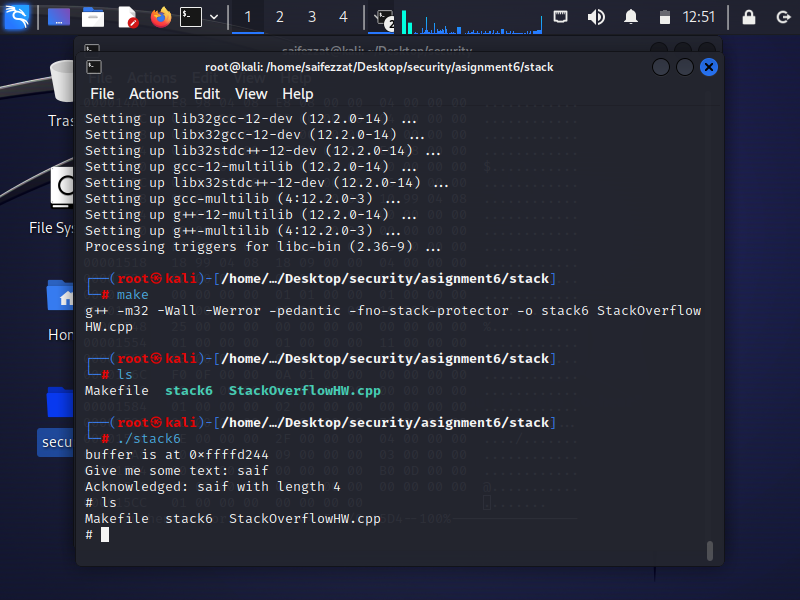 1 2 3 4 2 12:51
saifezzat@kali: ~/Desktop/security
root@kali: /home/saifezzat/Desktop/security/asignment6/stack
File Actions Edit View Help
Setting up lib32gcc-12-dev (12.2.0-14) ...
Setting up libx32gcc-12-dev (12.2.0-14) ...
Setting up lib32stdc++-12-dev (12.2.0-14) ...
Setting up gcc-12-multilib (12.2.0-14) ...
Setting up libx32stdc++-12-dev (12.2.0-14) ...
Setting up gcc-multilib (4:12.2.0-3) ...
Setting up g++-12-multilib (12.2.0-14) ...
Setting up g++-multilib (4:12.2.0-3) ...
Processing triggers for libc-bin (2.36-9) ...
┌──(root㉿kali)-[/home/…/Desktop/security/asignment6/stack]
└─# make
g++ -m32 -Wall -Werror -pedantic -fno-stack-protector -o stack6 StackOverflow
HW.cpp
┌──(root㉿kali)-[/home/…/Desktop/security/asignment6/stack]
└─# ls
Makefile stack6 StackOverflowHW.cpp
┌──(root㉿kali)-[/home/…/Desktop/security/asignment6/stack]
└─# ./stack6
buffer is at 0×ffffd244
Give me some text: saif
Acknowledged: saif with length 4
# ls
Makefile stack6 StackOverflowHW.cpp
#
Tras
File Sys
Hom
secu